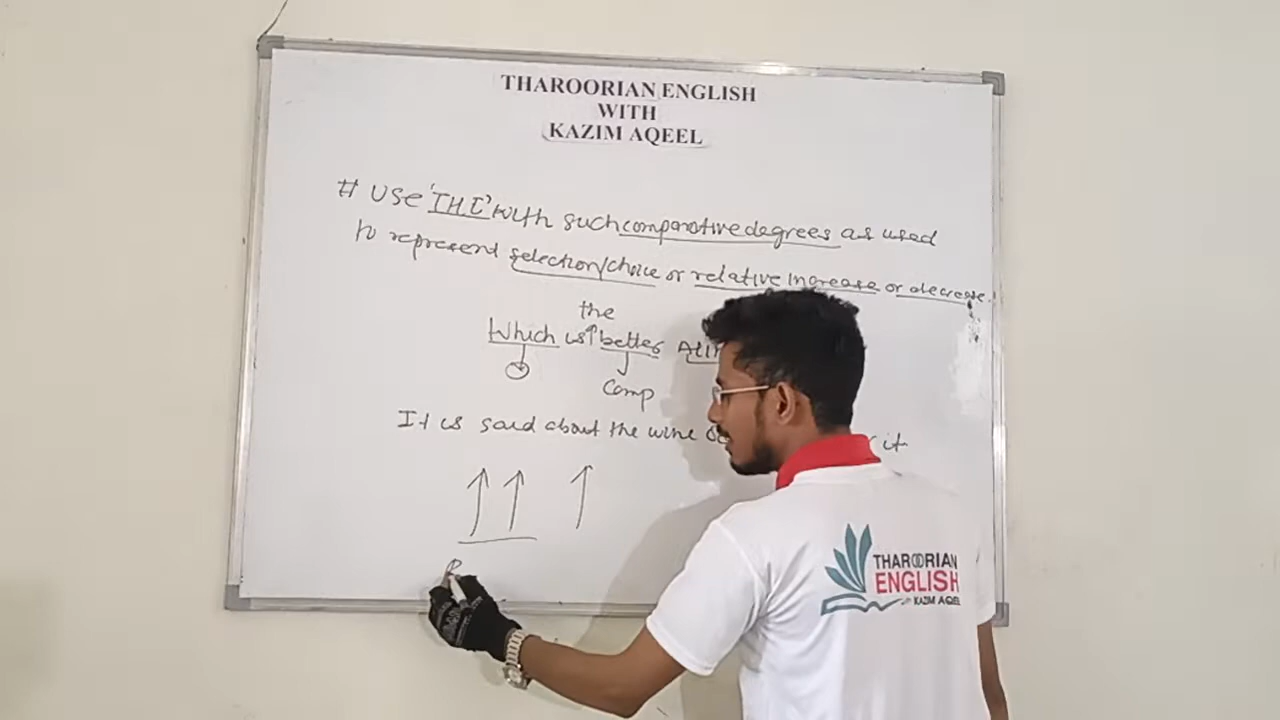 THAROORIAN ENGLISH
WITH
KAZIM AQEEL
# USE 'THE' with such comparative degrees as used
to represent selection/choice or relative increase or decrease.
the
Which is better
Comp
It is said about the wine
it
THAROORIAN
ENGLISH
KAZIM AQEEL